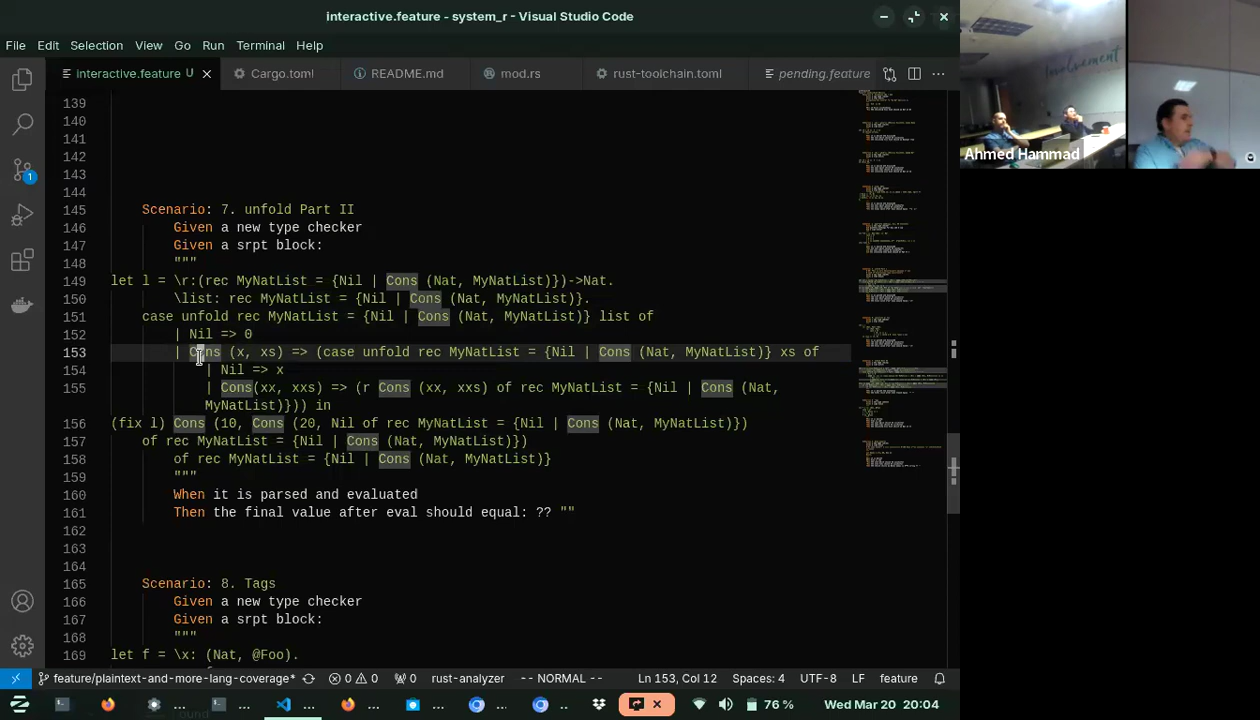 interactive.feature - system_r - Visual Studio Code
File Edit Selection View Go Run Terminal Help
interactive.feature U Cargo.toml README.md mod.rs rust-toolchain.toml pending.feature
139
140
141
142
143
144
145 Scenario: 7. unfold Part II
146 Given a new type checker
147 Given a srpt block:
148 """
149 let l = \r:(rec MyNatList = {Nil | Cons (Nat, MyNatList)})->Nat.
150 \list: rec MyNatList = {Nil | Cons (Nat, MyNatList)}.
151 case unfold rec MyNatList = {Nil | Cons (Nat, MyNatList)} list of
152 | Nil => 0
153 | Cons (x, xs) => (case unfold rec MyNatList = {Nil | Cons (Nat, MyNatList)} xs of
154 | Nil => x
155 | Cons(xx, xxs) => (r Cons (xx, xxs) of rec MyNatList = {Nil | Cons (Nat,
MyNatList)})) in
156 (fix l) Cons (10, Cons (20, Nil of rec MyNatList = {Nil | Cons (Nat, MyNatList)})
157 of rec MyNatList = {Nil | Cons (Nat, MyNatList)})
158 of rec MyNatList = {Nil | Cons (Nat, MyNatList)}
159 """
160 When it is parsed and evaluated
161 Then the final value after eval should equal: ?? ""
162
163
164
165 Scenario: 8. Tags
166 Given a new type checker
167 Given a srpt block:
168 """
169 let f = \x: (Nat, @Foo).
feature/plaintext-and-more-lang-coverage* 0 0 0 rust-analyzer -- NORMAL -- Ln 153, Col 12 Spaces: 4 UTF-8 LF feature
76 % Wed Mar 20 20:04
involvement
Ahmed Hammad
1